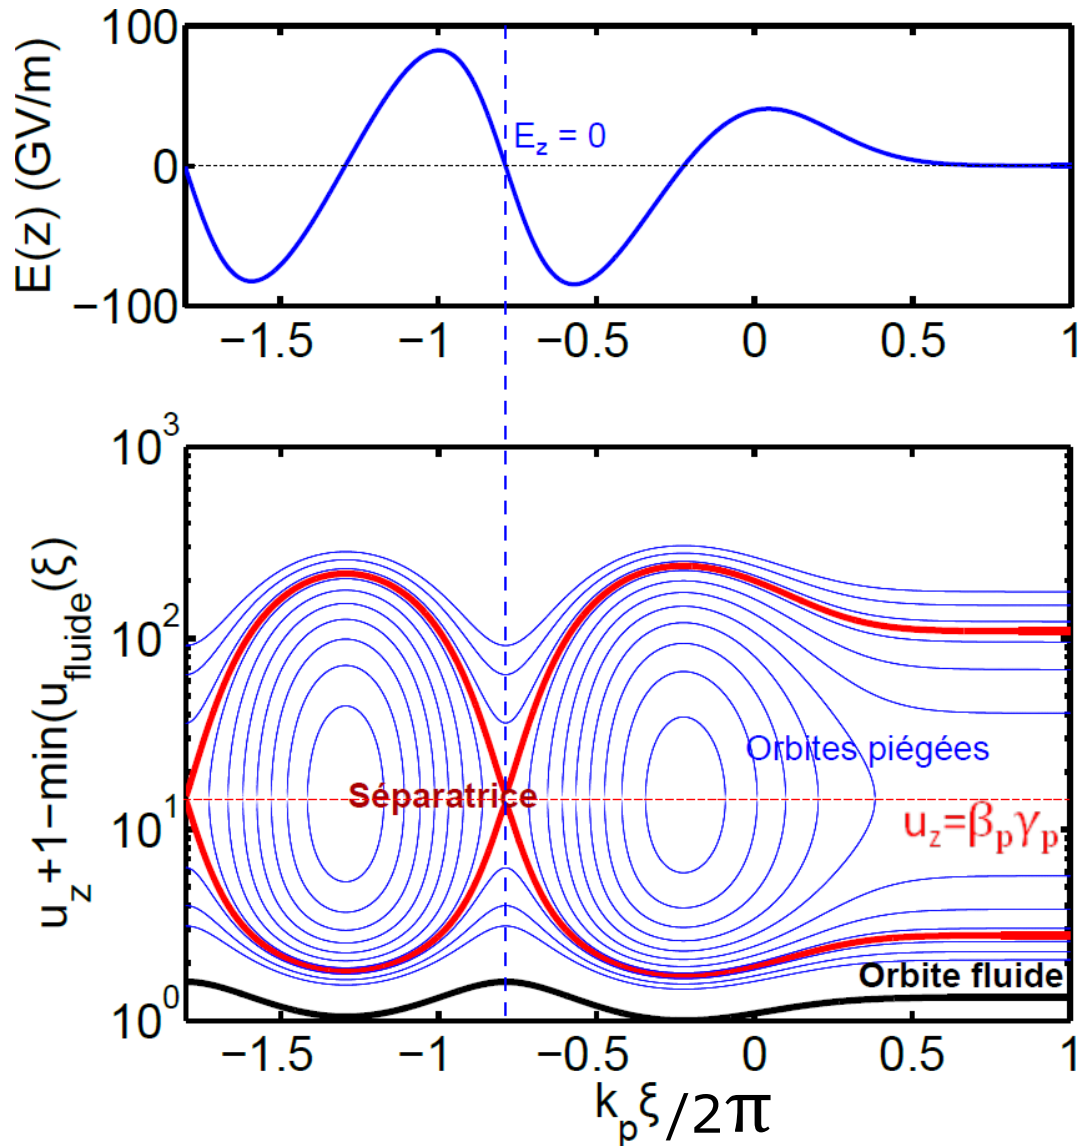 E(z) (GV/m)
100
0
−100
E_z = 0
−1.5 −1 −0.5 0 0.5 1
u_z+1−min(u_fluide(ξ)
10^3
10^2
10^1
10^0
Orbites piégées
Séparatrice
u_z=β_pγ_p
Orbite fluide
−1.5 −1 −0.5 0 0.5 1
k_pξ/2π